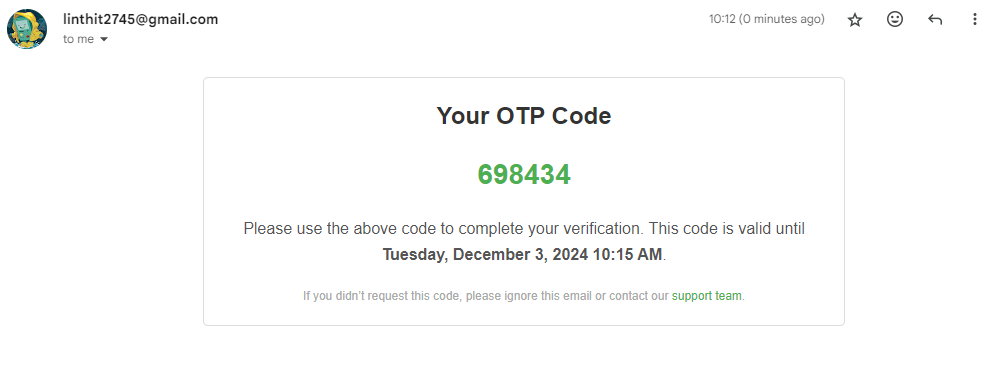 linthit2745@gmail.com
10:12 (0 minutes ago)
to me
Your OTP Code
698434
Please use the above code to complete your verification. This code is valid until
Tuesday, December 3, 2024 10:15 AM.
If you didn't request this code, please ignore this email or contact our support team.